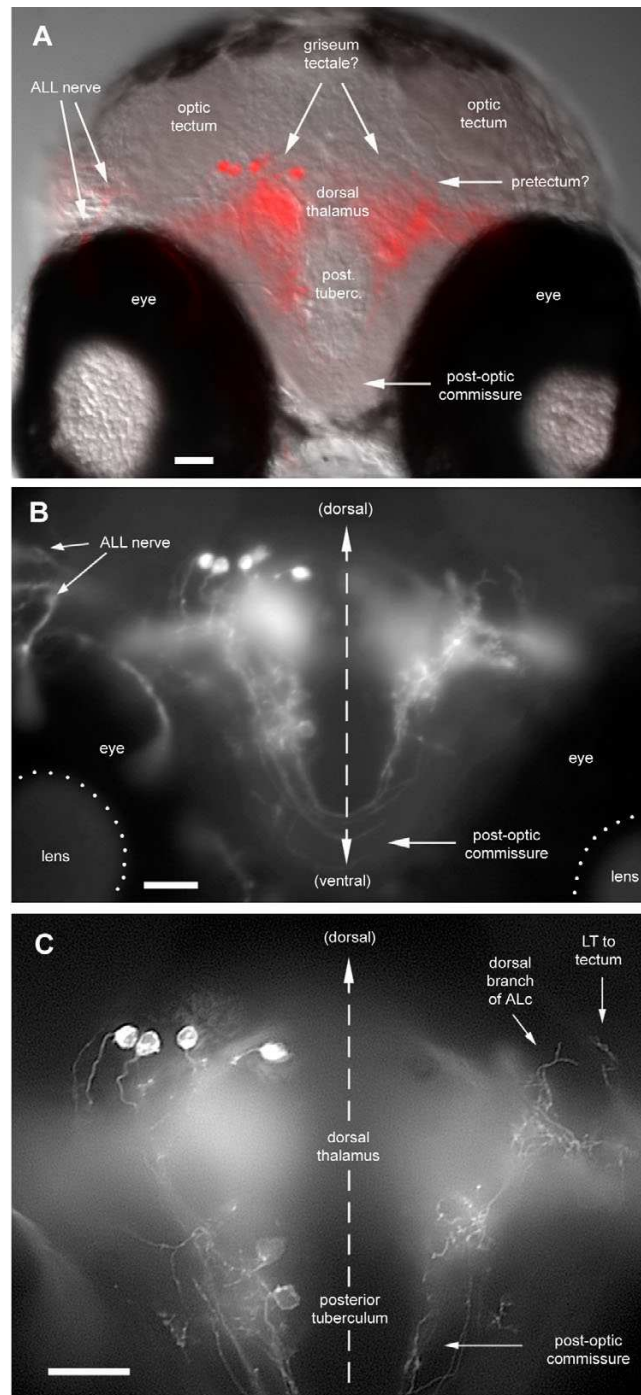 A
griseum
tectale?
ALL nerve
optic
tectum
optic
tectum
pretectum?
dorsal
thalamus
post.
tuberc.
eye
eye
post-optic
commissure
B
(dorsal)
ALL nerve
eye
eye
lens
post-optic
commissure
lens
(ventral)
C
(dorsal)
dorsal
branch
of ALc
LT to
tectum
dorsal
thalamus
posterior
tuberculum
post-optic
commissure